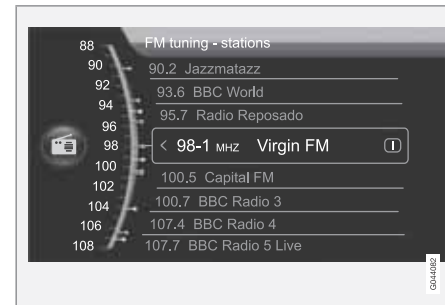 FM tuning - stations
88
90
92
94
96
98
100
102
104
106
108
90.2 Jazzmatazz
93.6 BBC World
95.7 Radio Reposado
< 98-1 MHZ Virgin FM
100.5 Capital FM
100.7 BBC Radio 3
107.4 BBC Radio 4
107.7 BBC Radio 5 Live
G044082